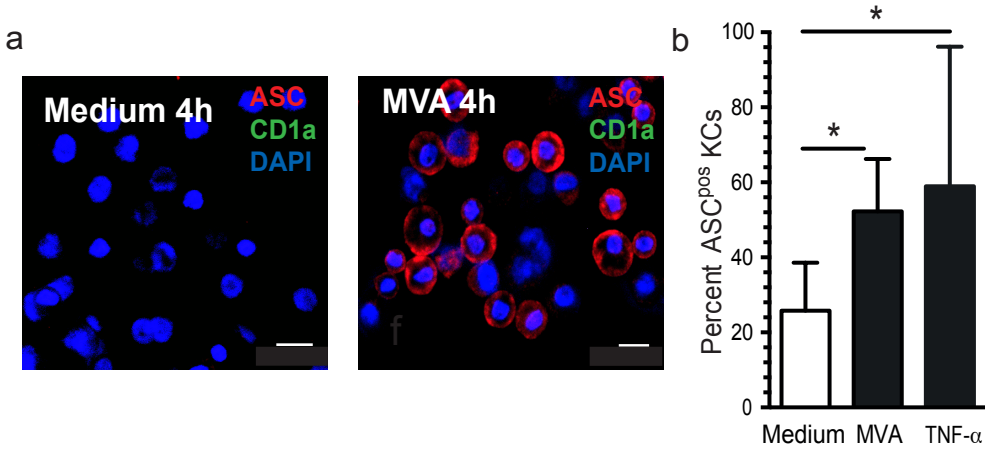 a
Medium 4h
ASC
CD1a
DAPI
MVA 4h
ASC
CD1a
DAPI
f
b
Percent ASCpos KCs
100
80
60
40
20
0
*
*
Medium MVA TNF-α